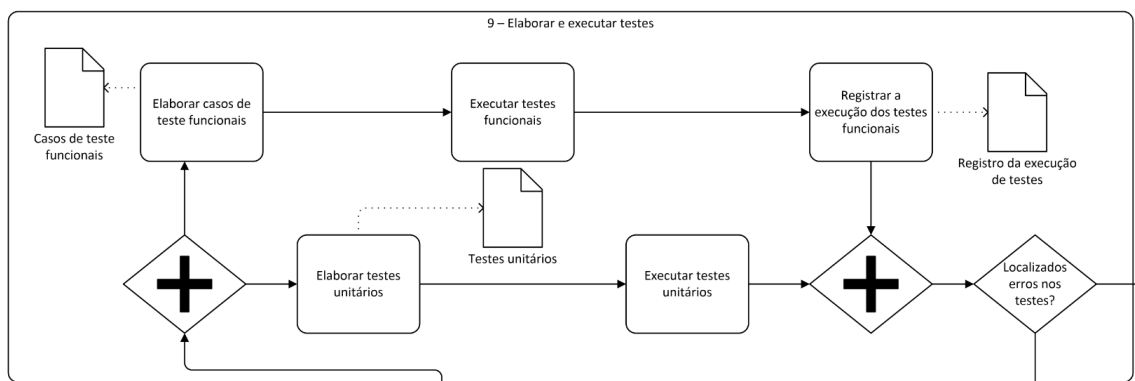 9 – Elaborar e executar testes
Elaborar casos de
teste funcionais
Executar testes
funcionais
Registrar a
execução dos testes
funcionais
Casos de teste
funcionais
Registro da execução
de testes
Testes unitários
Elaborar testes
unitários
Executar testes
unitários
Localizados
erros nos
testes?